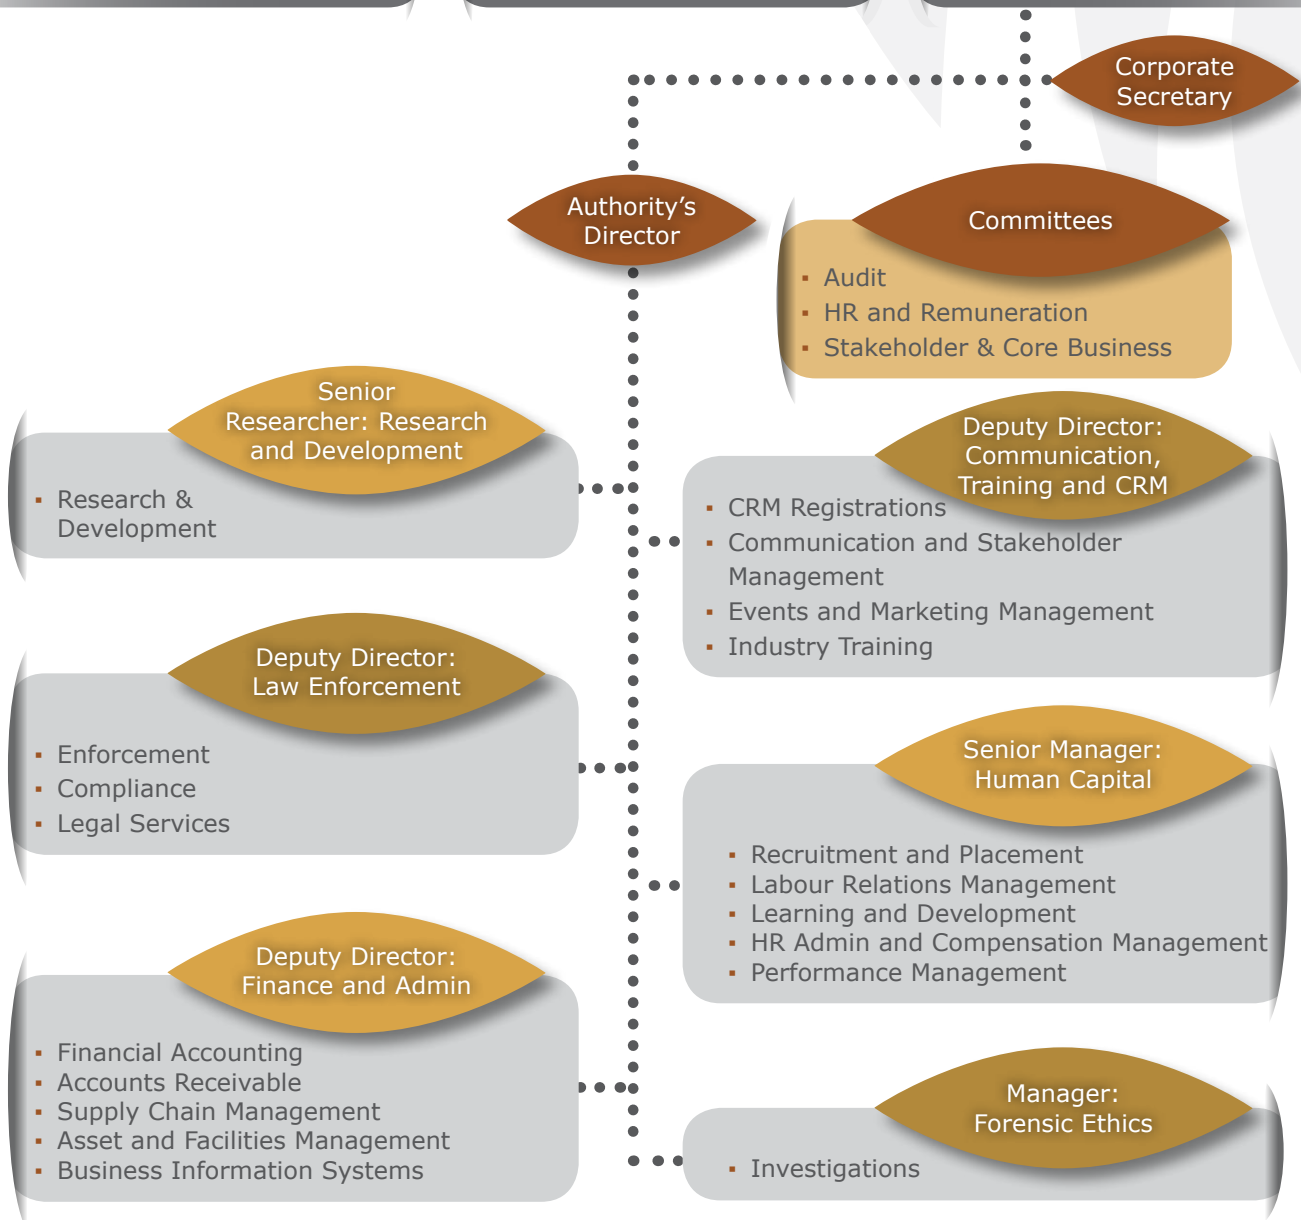 Corporate
Secretary
Authority’s
Director
Committees
▪ Audit
▪ HR and Remuneration
▪ Stakeholder & Core Business
Senior
Researcher: Research
and Development
▪ Research &
Development
Deputy Director:
Communication,
Training and CRM
▪ CRM Registrations
▪ Communication and Stakeholder
Management
▪ Events and Marketing Management
▪ Industry Training
Deputy Director:
Law Enforcement
▪ Enforcement
▪ Compliance
▪ Legal Services
Senior Manager:
Human Capital
▪ Recruitment and Placement
▪ Labour Relations Management
▪ Learning and Development
▪ HR Admin and Compensation Management
▪ Performance Management
Deputy Director:
Finance and Admin
▪ Financial Accounting
▪ Accounts Receivable
▪ Supply Chain Management
▪ Asset and Facilities Management
▪ Business Information Systems
Manager:
Forensic Ethics
▪ Investigations